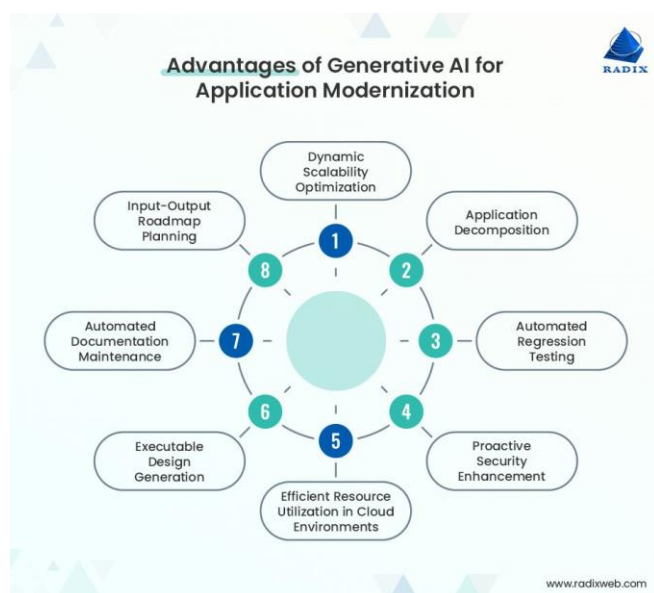 Advantages of Generative AI for
Application Modernization
RADIX
1
Dynamic
Scalability
Optimization
2
Application
Decomposition
3
Automated
Regression
Testing
4
Proactive
Security
Enhancement
5
Efficient Resource
Utilization in Cloud
Environments
6
Executable
Design
Generation
7
Automated
Documentation
Maintenance
8
Input-Output
Roadmap
Planning
www.radixweb.com